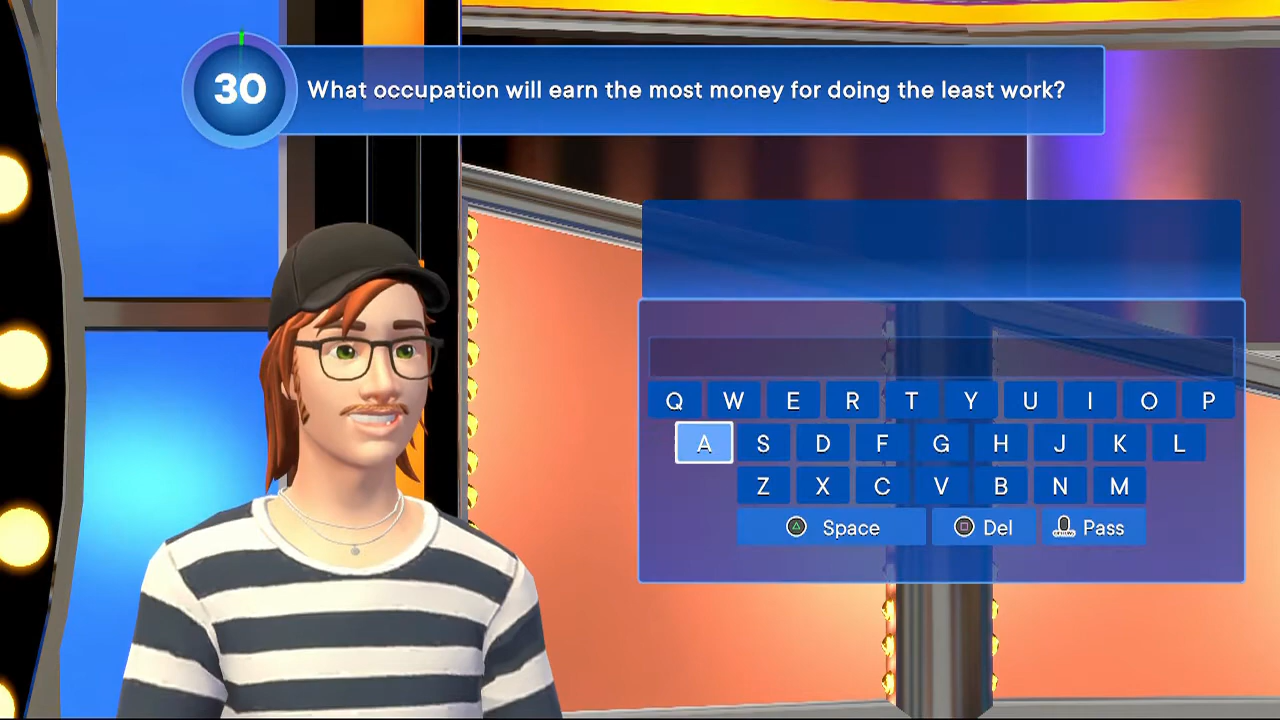 30
What occupation will earn the most money for doing the least work?
Q W E R T Y U I O P
A S D F G H J K L
Z X C V B N M
Space Del Pass